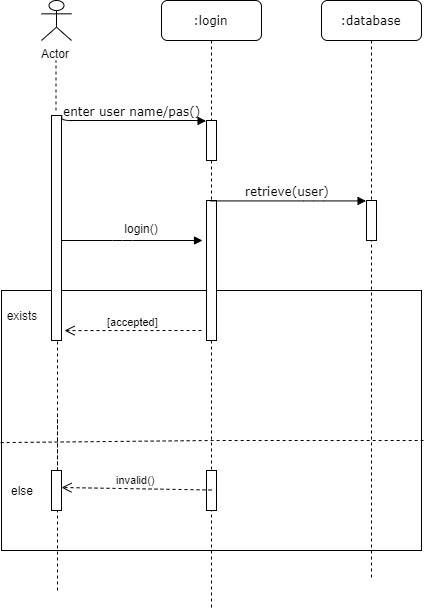 :login
:database
Actor
enter user name/pas()
retrieve(user)
login()
exists
[accepted]
invalid()
else